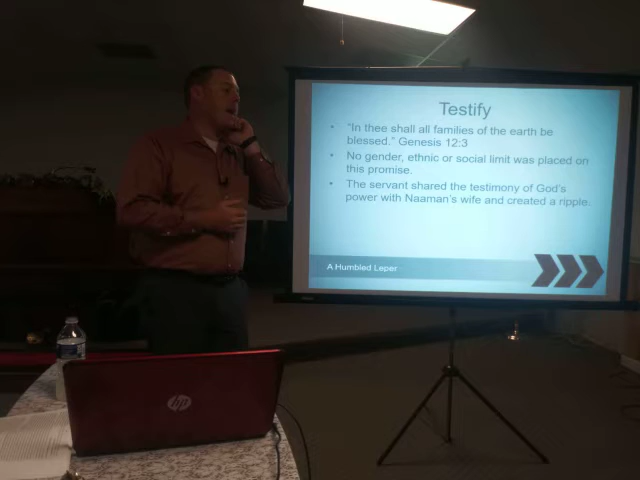 Testify
• "In thee shall all families of the earth be
blessed." Genesis 12:3
• No gender, ethnic or social limit was placed on
this promise.
• The servant shared the testimony of God's
power with Naaman's wife and created a ripple.
A Humbled Leper
hp